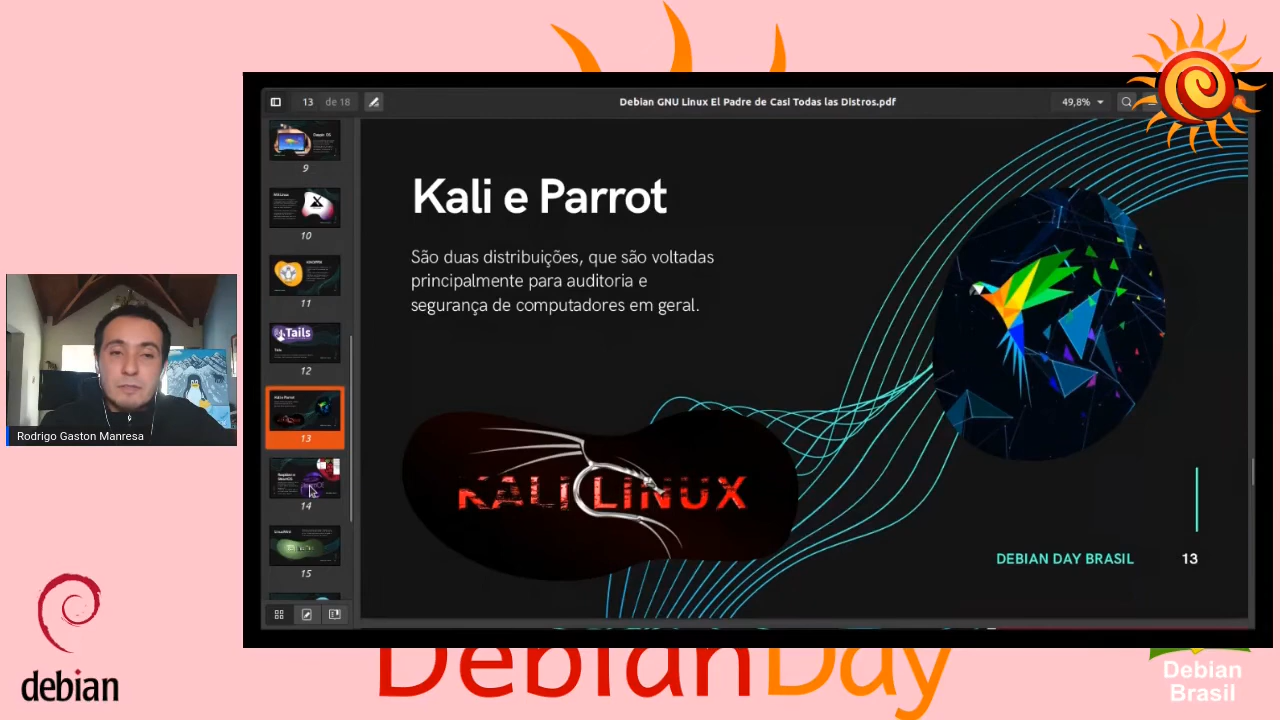 13 de 18
Debian GNU Linux El Padre de Casi Todas las Distros.pdf
49,8%
9
10
11
Tails
12
13
14
15
Kali e Parrot
São duas distribuições, que são voltadas
principalmente para auditoria e
segurança de computadores em geral.
KALI LINUX
DEBIAN DAY BRASIL
13
Rodrigo Gaston Manresa
debian
DebianDay
Debian
Brasil